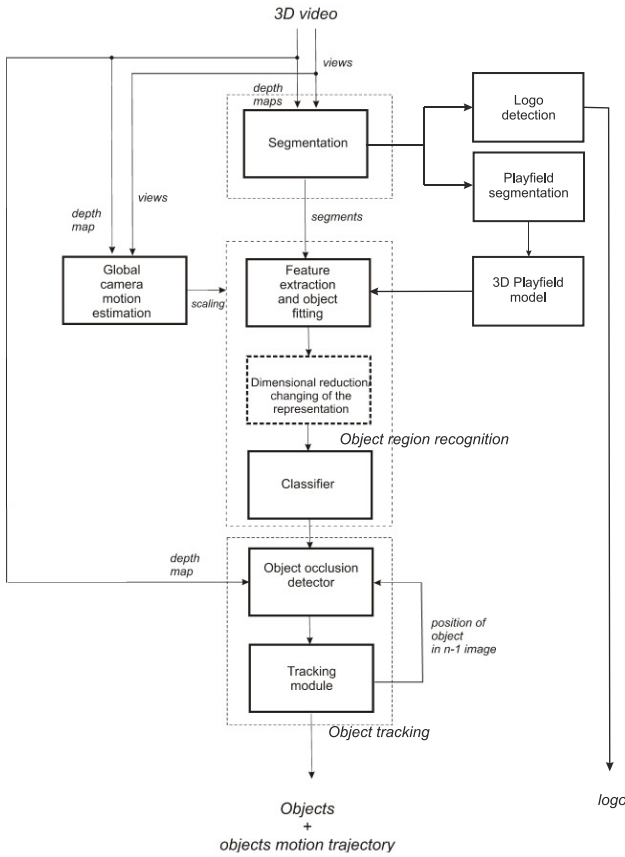 3D video
views
depth
maps
Segmentation
Logo
detection
Playfield
segmentation
depth
map
views
segments
Global
camera
motion
estimation
scaling
Feature
extraction
and object
fitting
3D Playfield
model
Dimensional reduction
changing of the
representation
Object region recognition
Classifier
depth
map
Object occlusion
detector
position of
object
in n-1 image
Tracking
module
Object tracking
Objects
+
objects motion trajectory
logo